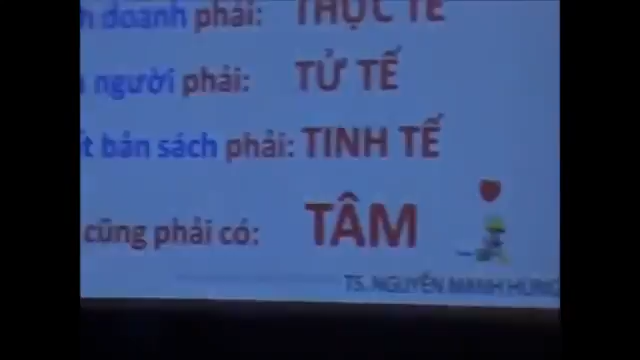 doanh phải: THỰC TẾ
người phải: TỬ TẾ
bản sách phải: TINH TẾ
cũng phải có: TÂM
TS. NGUYỄN MẠNH HÙNG